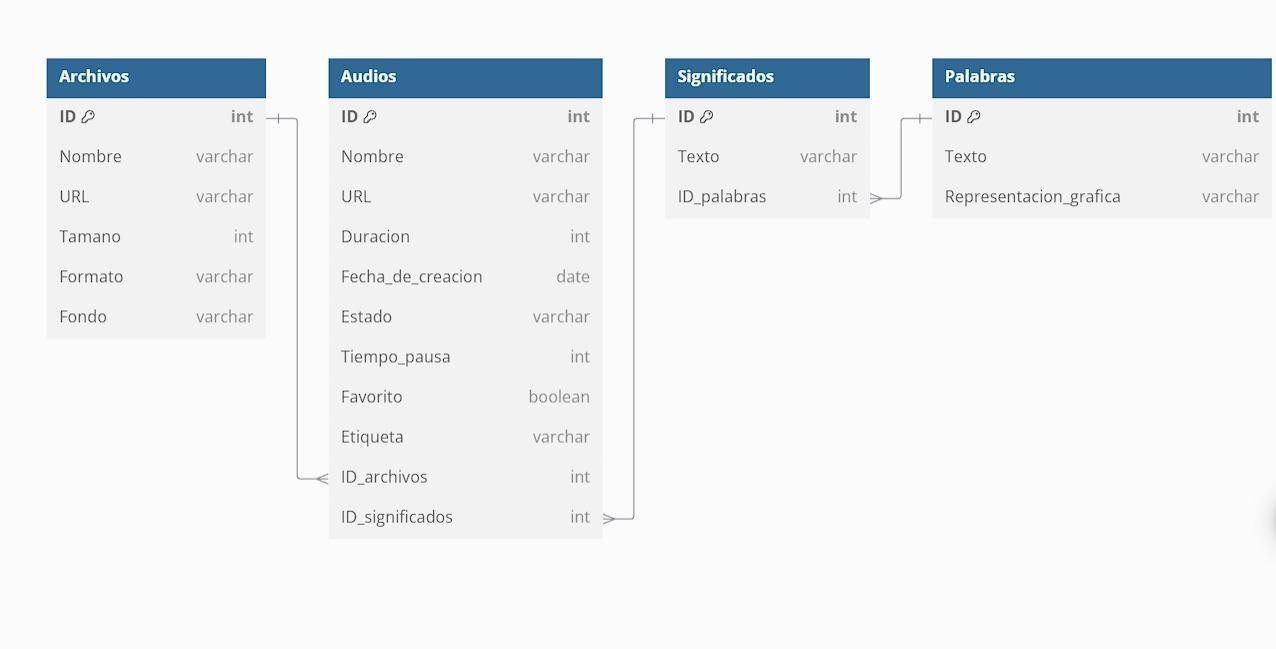 Archivos
ID int
Nombre varchar
URL varchar
Tamano int
Formato varchar
Fondo varchar
Audios
ID int
Nombre varchar
URL varchar
Duracion int
Fecha_de_creacion date
Estado varchar
Tiempo_pausa int
Favorito boolean
Etiqueta varchar
ID_archivos int
ID_significados int
Significados
ID int
Texto varchar
ID_palabras int
Palabras
ID int
Texto varchar
Representacion_grafica varchar